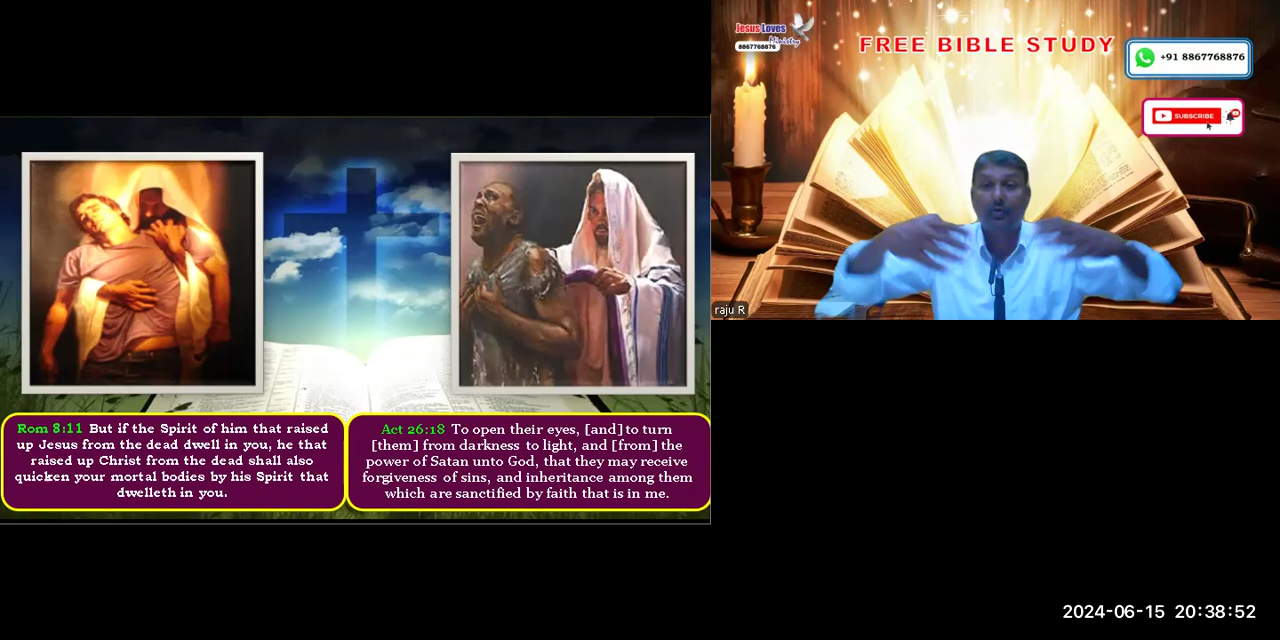 Rom 8:11 But if the Spirit of him that raised
up Jesus from the dead dwell in you, he that
raised up Christ from the dead shall also
quicken your mortal bodies by his Spirit that
dwelleth in you.
Act 26:18 To open their eyes, [and] to turn
[them] from darkness to light, and [from] the
power of Satan unto God, that they may receive
forgiveness of sins, and inheritance among them
which are sanctified by faith that is in me.
Jesus Loves
Ministry
8867768876
FREE BIBLE STUDY
+91 8867768876
SUBSCRIBE
raju R
2024-06-15 20:38:52